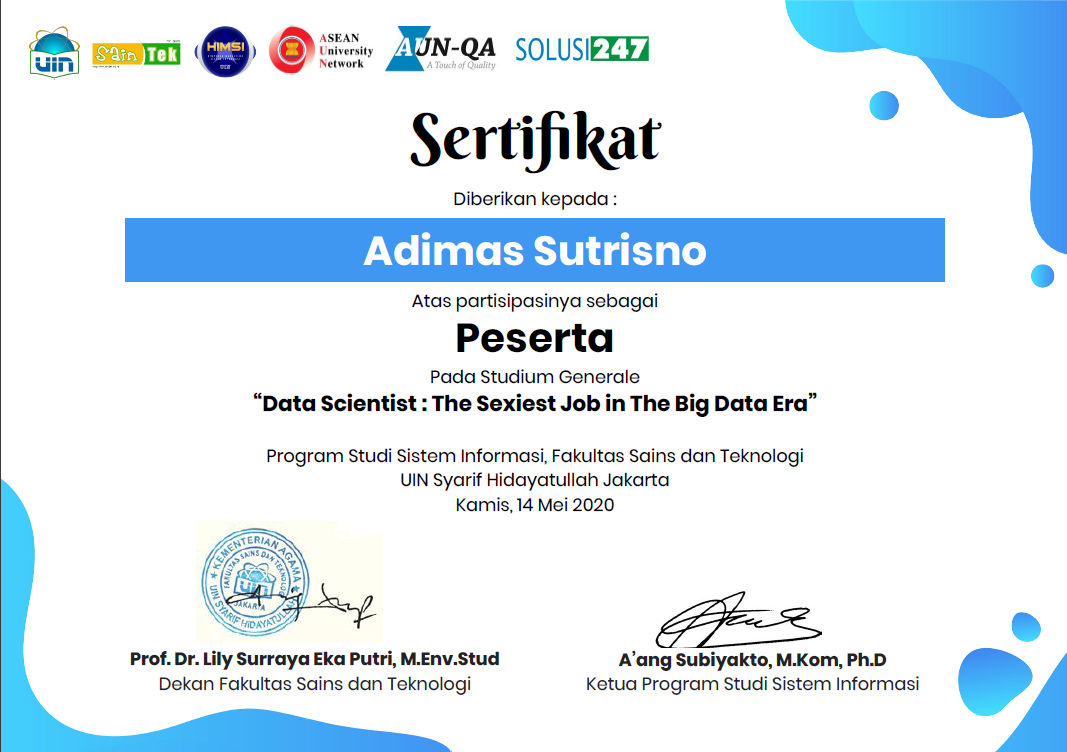 UIN
Sain Tek
HIMSI
ASEAN
University
Network
AUN-QA
A Touch of Quality
SOLUSI247
Sertifikat
Diberikan kepada :
Adimas Sutrisno
Atas partisipasinya sebagai
Peserta
Pada Studium Generale
“Data Scientist : The Sexiest Job in The Big Data Era”
Program Studi Sistem Informasi, Fakultas Sains dan Teknologi
UIN Syarif Hidayatullah Jakarta
Kamis, 14 Mei 2020
KEMENTERIAN AGAMA
FAKULTAS SAINS DAN TEKNOLOGI
UIN
JAKARTA
UIN SYARIF HIDAYATULLAH
Prof. Dr. Lily Surraya Eka Putri, M.Env.Stud
Dekan Fakultas Sains dan Teknologi
A’ang Subiyakto, M.Kom, Ph.D
Ketua Program Studi Sistem Informasi